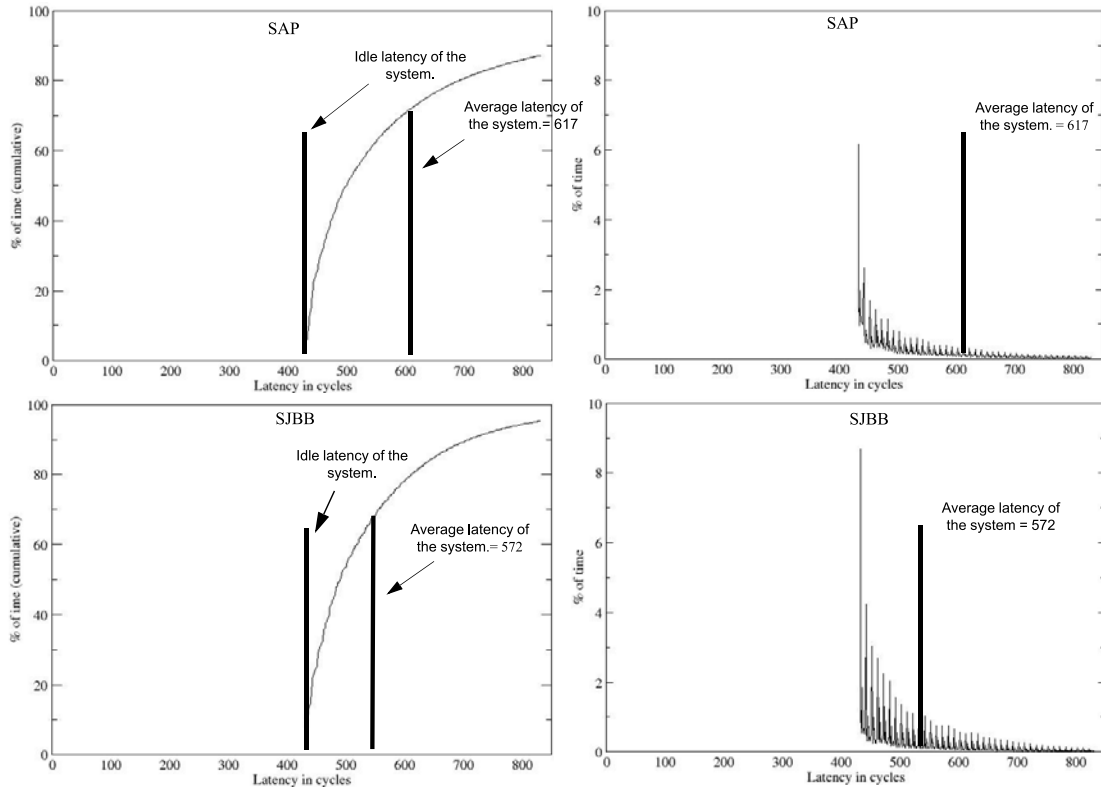 SAP
Idle latency of the
system.
Average latency of
the system.= 617
% of ime (cumulative)
100
80
60
40
20
0
0 100 200 300 400 500 600 700 800
Latency in cycles
SAP
Average latency of
the system. = 617
% of time
10
8
6
4
2
0
0 100 200 300 400 500 600 700 800
Latency in cycles
SJBB
Idle latency of the
system.
Average latency of
the system.= 572
% of ime (cumulative)
100
80
60
40
20
0
0 100 200 300 400 500 600 700 800
Latency in cycles
SJBB
Average latency of
the system = 572
% of time
10
8
6
4
2
0
0 100 200 300 400 500 600 700 800
Latency in cycles